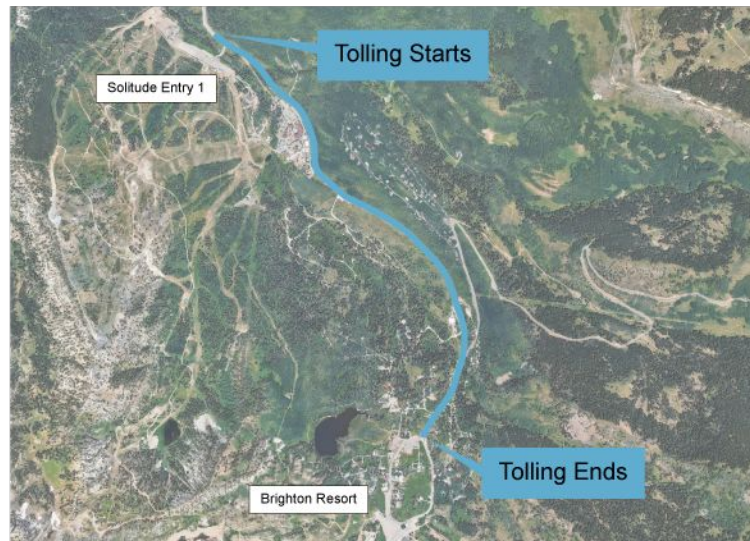 Tolling Starts
Solitude Entry 1
Tolling Ends
Brighton Resort